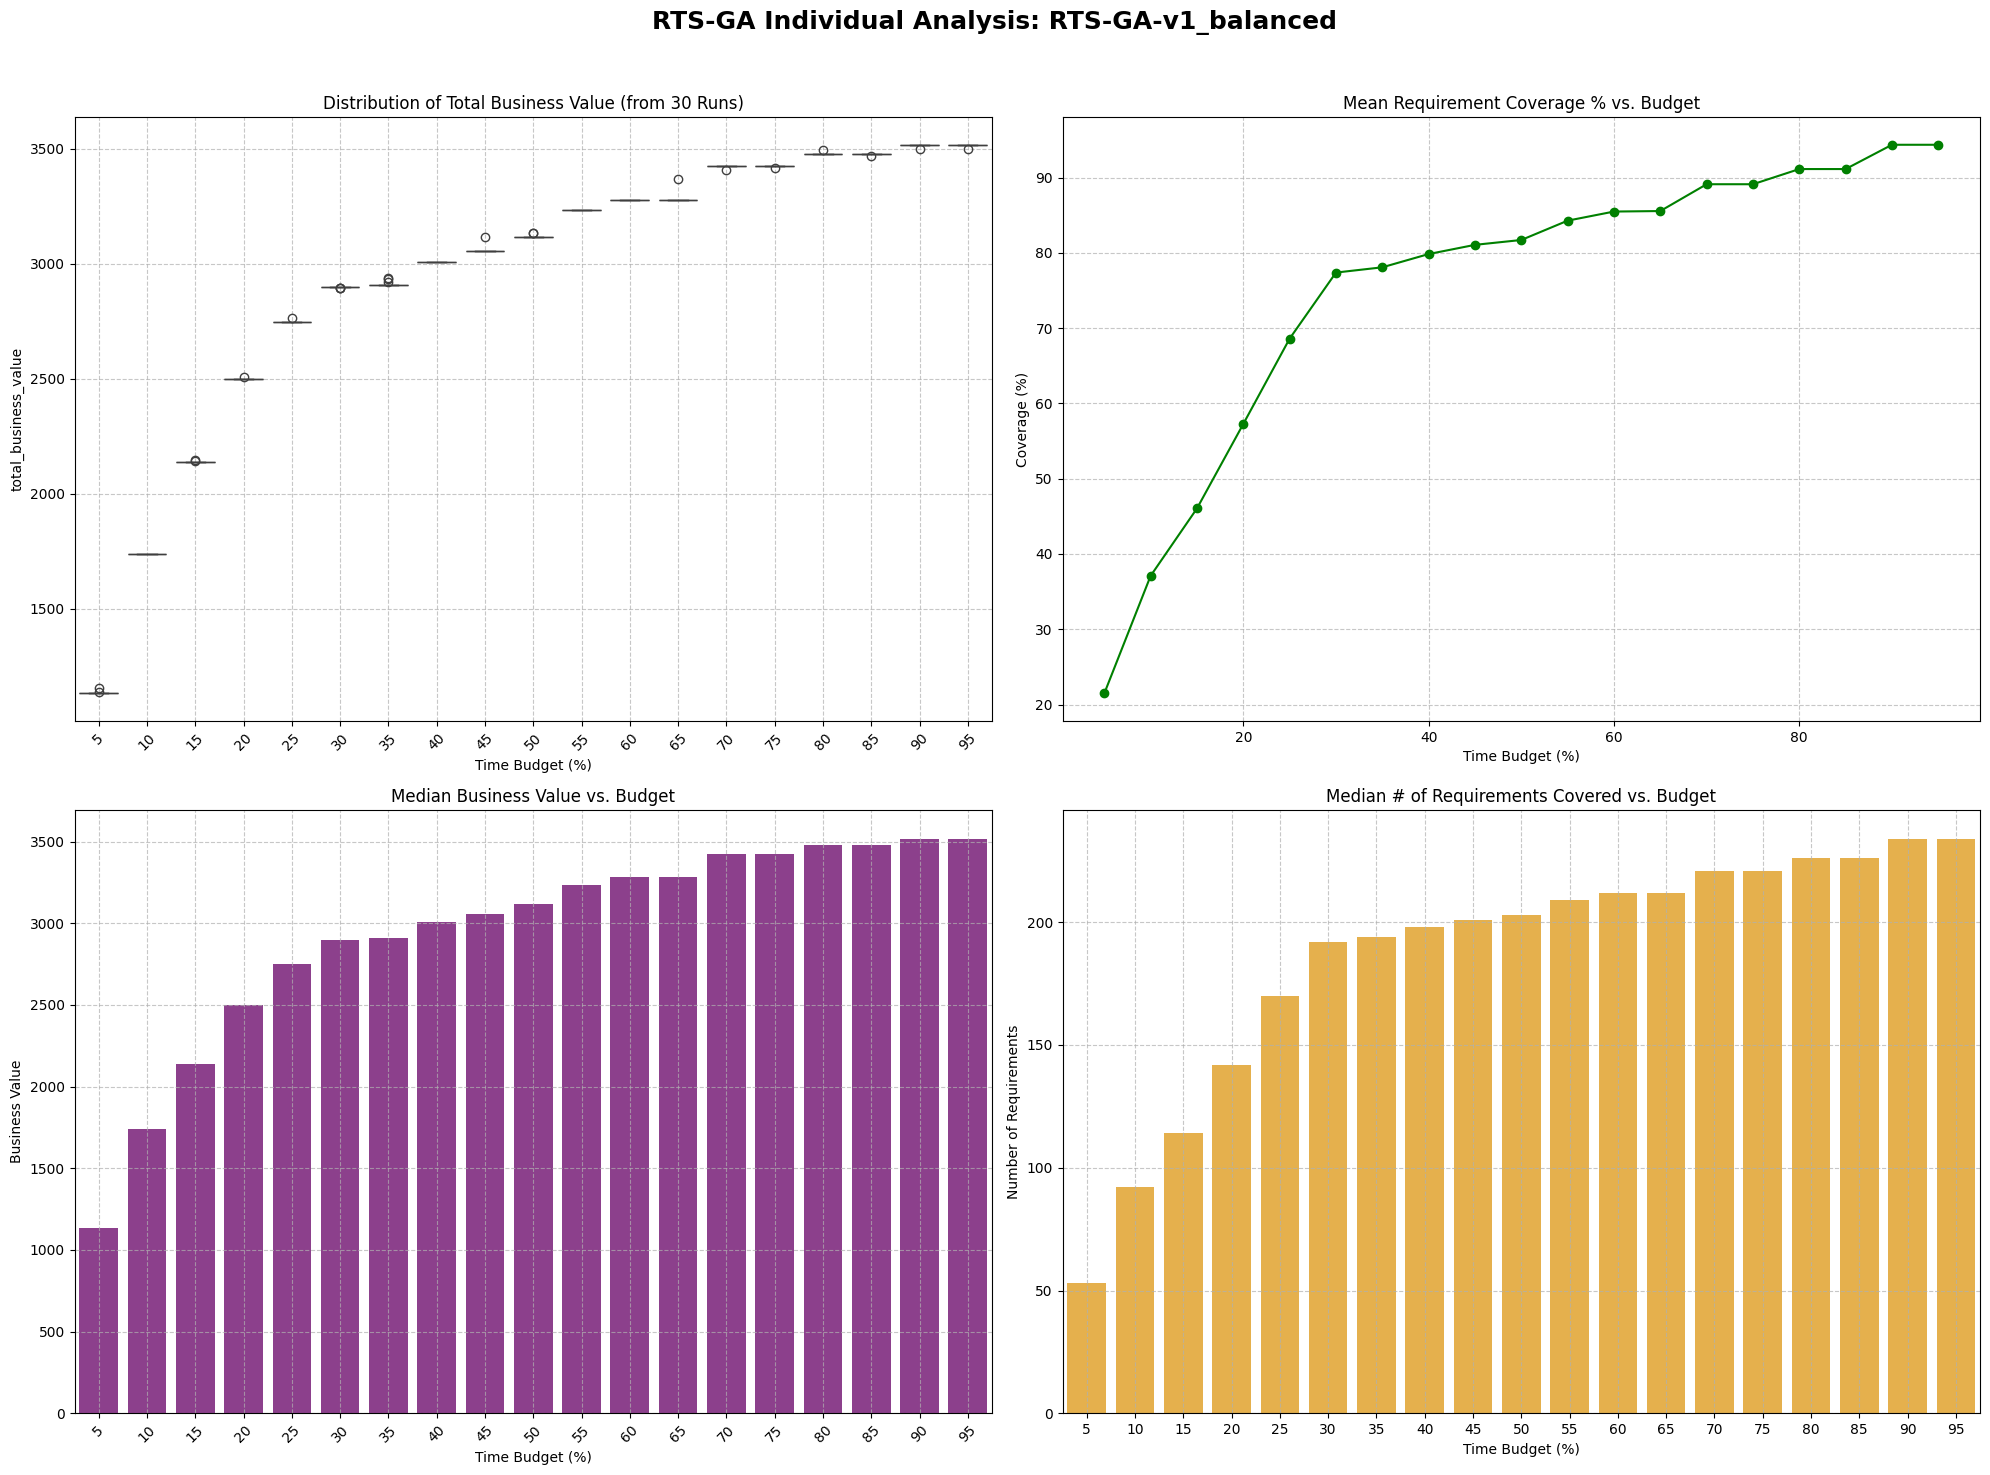 RTS-GA Individual Analysis: RTS-GA-v1_balanced
Distribution of Total Business Value (from 30 Runs)
total_business_value
3500
3000
2500
2000
1500
5 10 15 20 25 30 35 40 45 50 55 60 65 70 75 80 85 90 95
Time Budget (%)
Mean Requirement Coverage % vs. Budget
Coverage (%)
90
80
70
60
50
40
30
20
20 40 60 80
Time Budget (%)
Median Business Value vs. Budget
Business Value
3500
3000
2500
2000
1500
1000
500
0
5 10 15 20 25 30 35 40 45 50 55 60 65 70 75 80 85 90 95
Time Budget (%)
Median # of Requirements Covered vs. Budget
Number of Requirements
200
150
100
50
0
5 10 15 20 25 30 35 40 45 50 55 60 65 70 75 80 85 90 95
Time Budget (%)